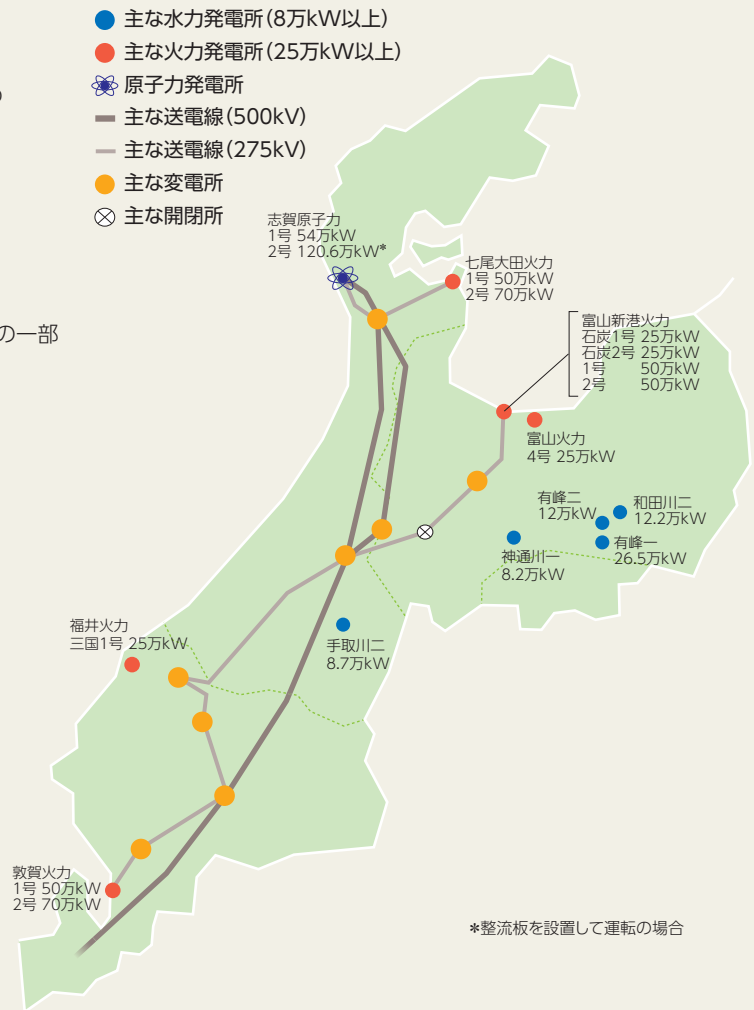 主な水力発電所(8万kW以上)
主な火力発電所(25万kW以上)
原子力発電所
主な送電線(500kV)
主な送電線(275kV)
主な変電所
主な開閉所
の一部
志賀原子力
1号 54万kW
2号 120.6万kW*
七尾大田火力
1号 50万kW
2号 70万kW
富山新港火力
石炭1号 25万kW
石炭2号 25万kW
1号 50万kW
2号 50万kW
富山火力
4号 25万kW
有峰二
12万kW
和田川二
12.2万kW
有峰一
26.5万kW
神通川一
8.2万kW
手取川二
8.7万kW
福井火力
三国1号 25万kW
敦賀火力
1号 50万kW
2号 70万kW
*整流板を設置して運転の場合